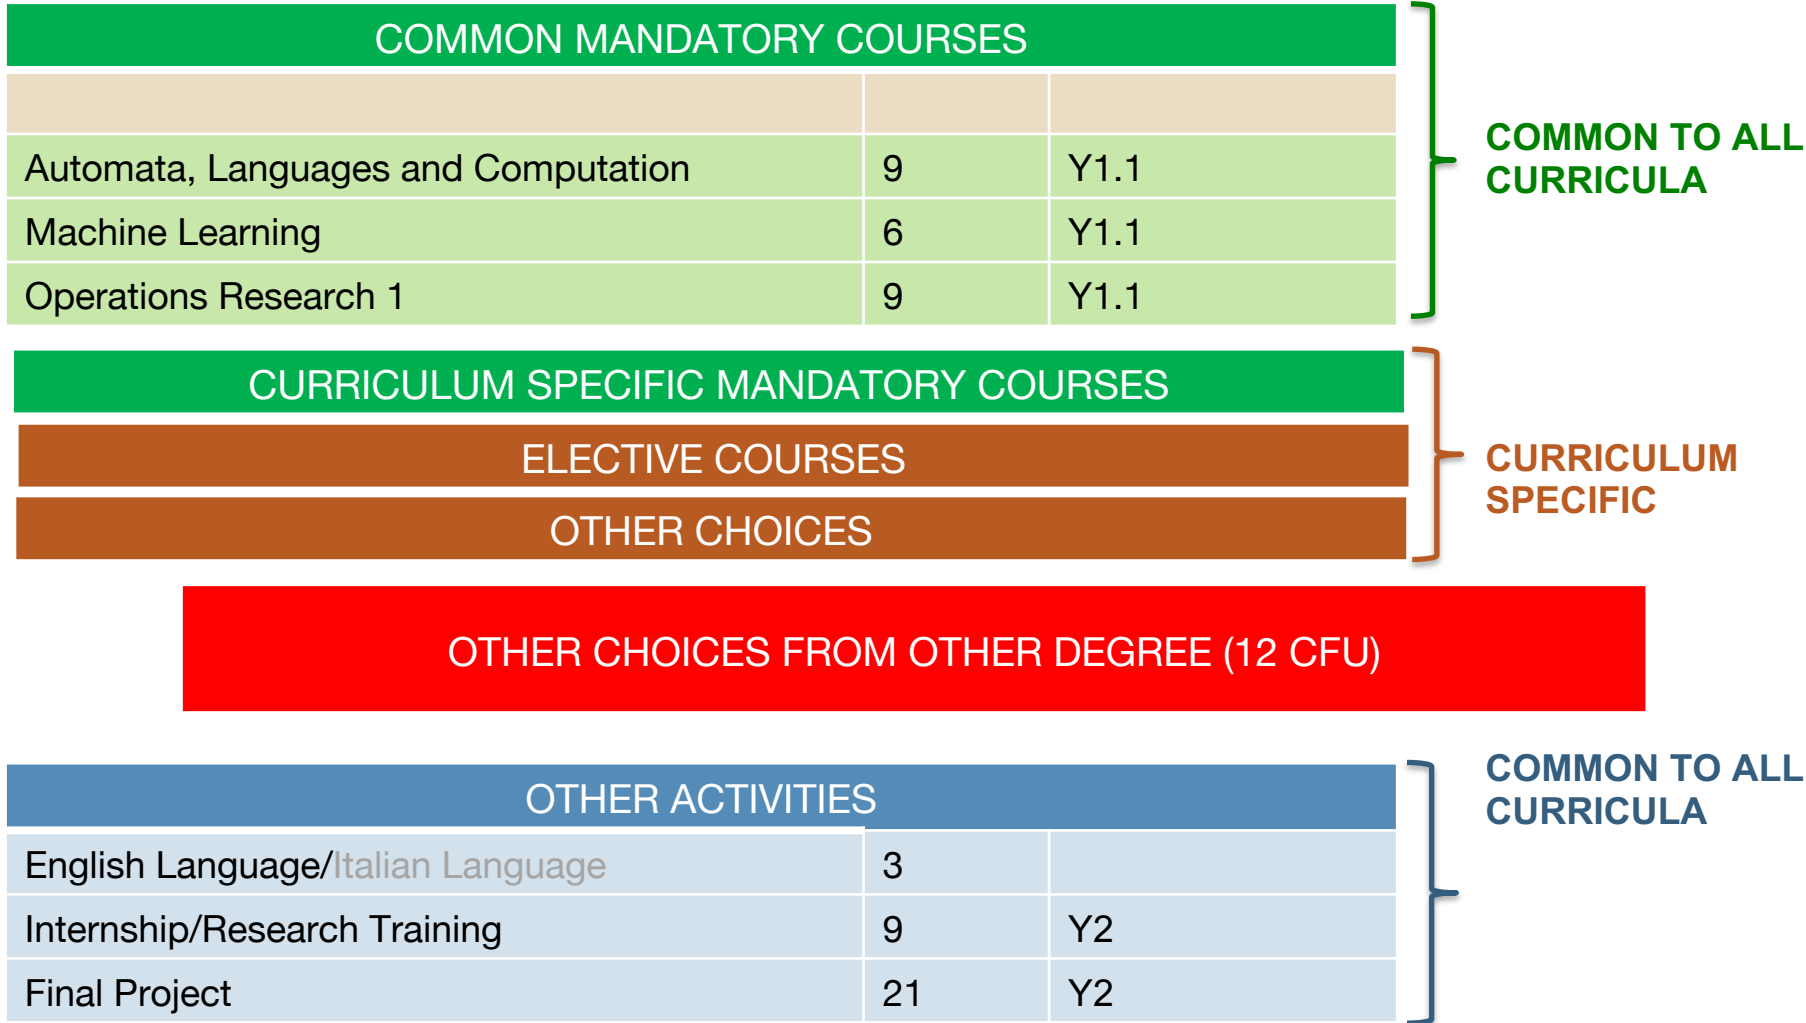 COMMON MANDATORY COURSES
Automata, Languages and Computation 9 Y1.1
Machine Learning 6 Y1.1
Operations Research 1 9 Y1.1
COMMON TO ALL
CURRICULA
CURRICULUM SPECIFIC MANDATORY COURSES
ELECTIVE COURSES
OTHER CHOICES
CURRICULUM
SPECIFIC
OTHER CHOICES FROM OTHER DEGREE (12 CFU)
OTHER ACTIVITIES
English Language/Italian Language 3
Internship/Research Training 9 Y2
Final Project 21 Y2
COMMON TO ALL
CURRICULA